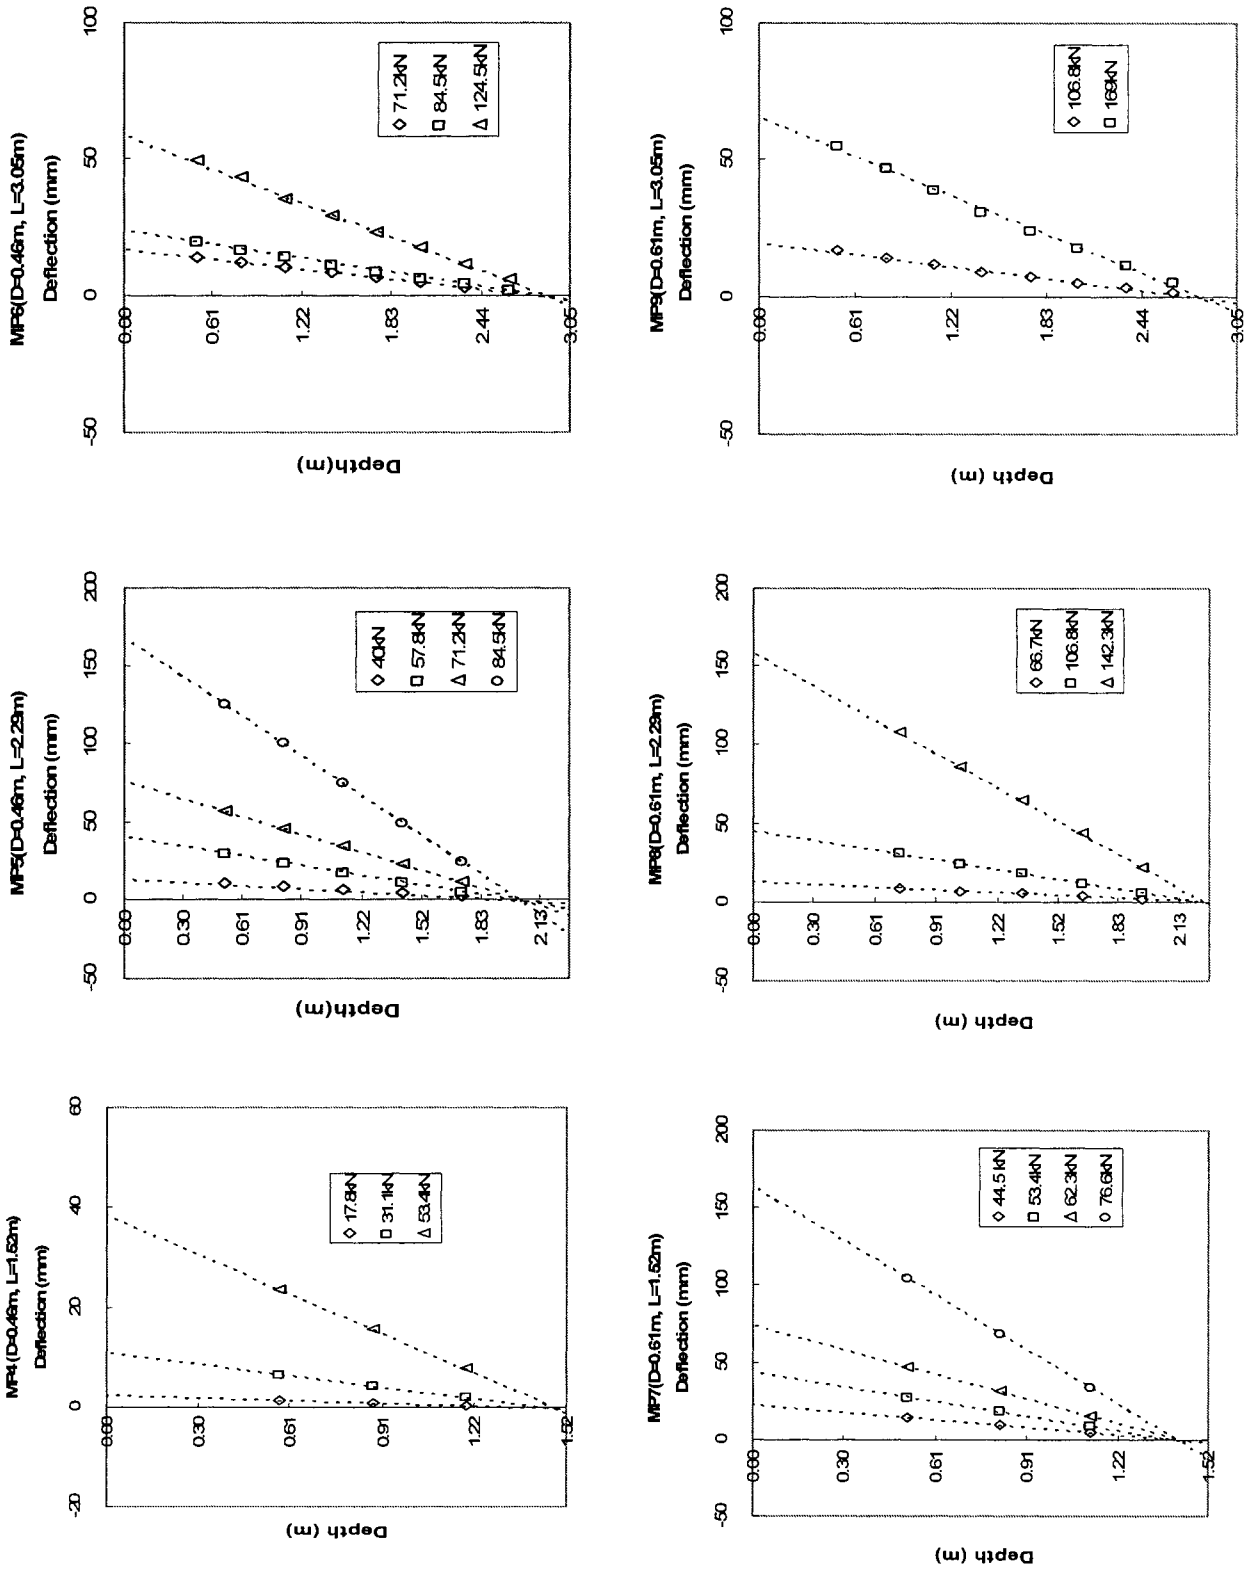 MP4(D=0.46m, L=1.52m)
Deflection (mm)
-20
0
20
40
60
0.00
0.30
0.61
0.91
1.22
1.52
Depth (m)
17.8kN
31.1kN
53.4kN
MP5(D=0.46m, L=2.29m)
Deflection (mm)
-50
0
50
100
150
200
0.00
0.30
0.61
0.91
1.22
1.52
1.83
2.13
Depth(m)
40kN
57.8kN
71.2kN
84.5kN
MP6(D=0.46m, L=3.05m)
Deflection (mm)
-50
0
50
100
0.00
0.61
1.22
1.83
2.44
3.05
Depth(m)
71.2kN
84.5kN
124.5kN
MP7(D=0.61m, L=1.52m)
Deflection (mm)
-50
0
50
100
150
200
0.00
0.30
0.61
0.91
1.22
1.52
Depth (m)
44.5 kN
53.4kN
62.3kN
76.6kN
MP8(D=0.61m, L=2.29m)
Deflection (mm)
-50
0
50
100
150
200
0.00
0.30
0.61
0.91
1.22
1.52
1.83
2.13
Depth (m)
66.7kN
106.8kN
142.3kN
MP9(D=0.61m, L=3.05m)
Deflection (mm)
-50
0
50
100
0.00
0.61
1.22
1.83
2.44
3.05
Depth (m)
106.8kN
169kN